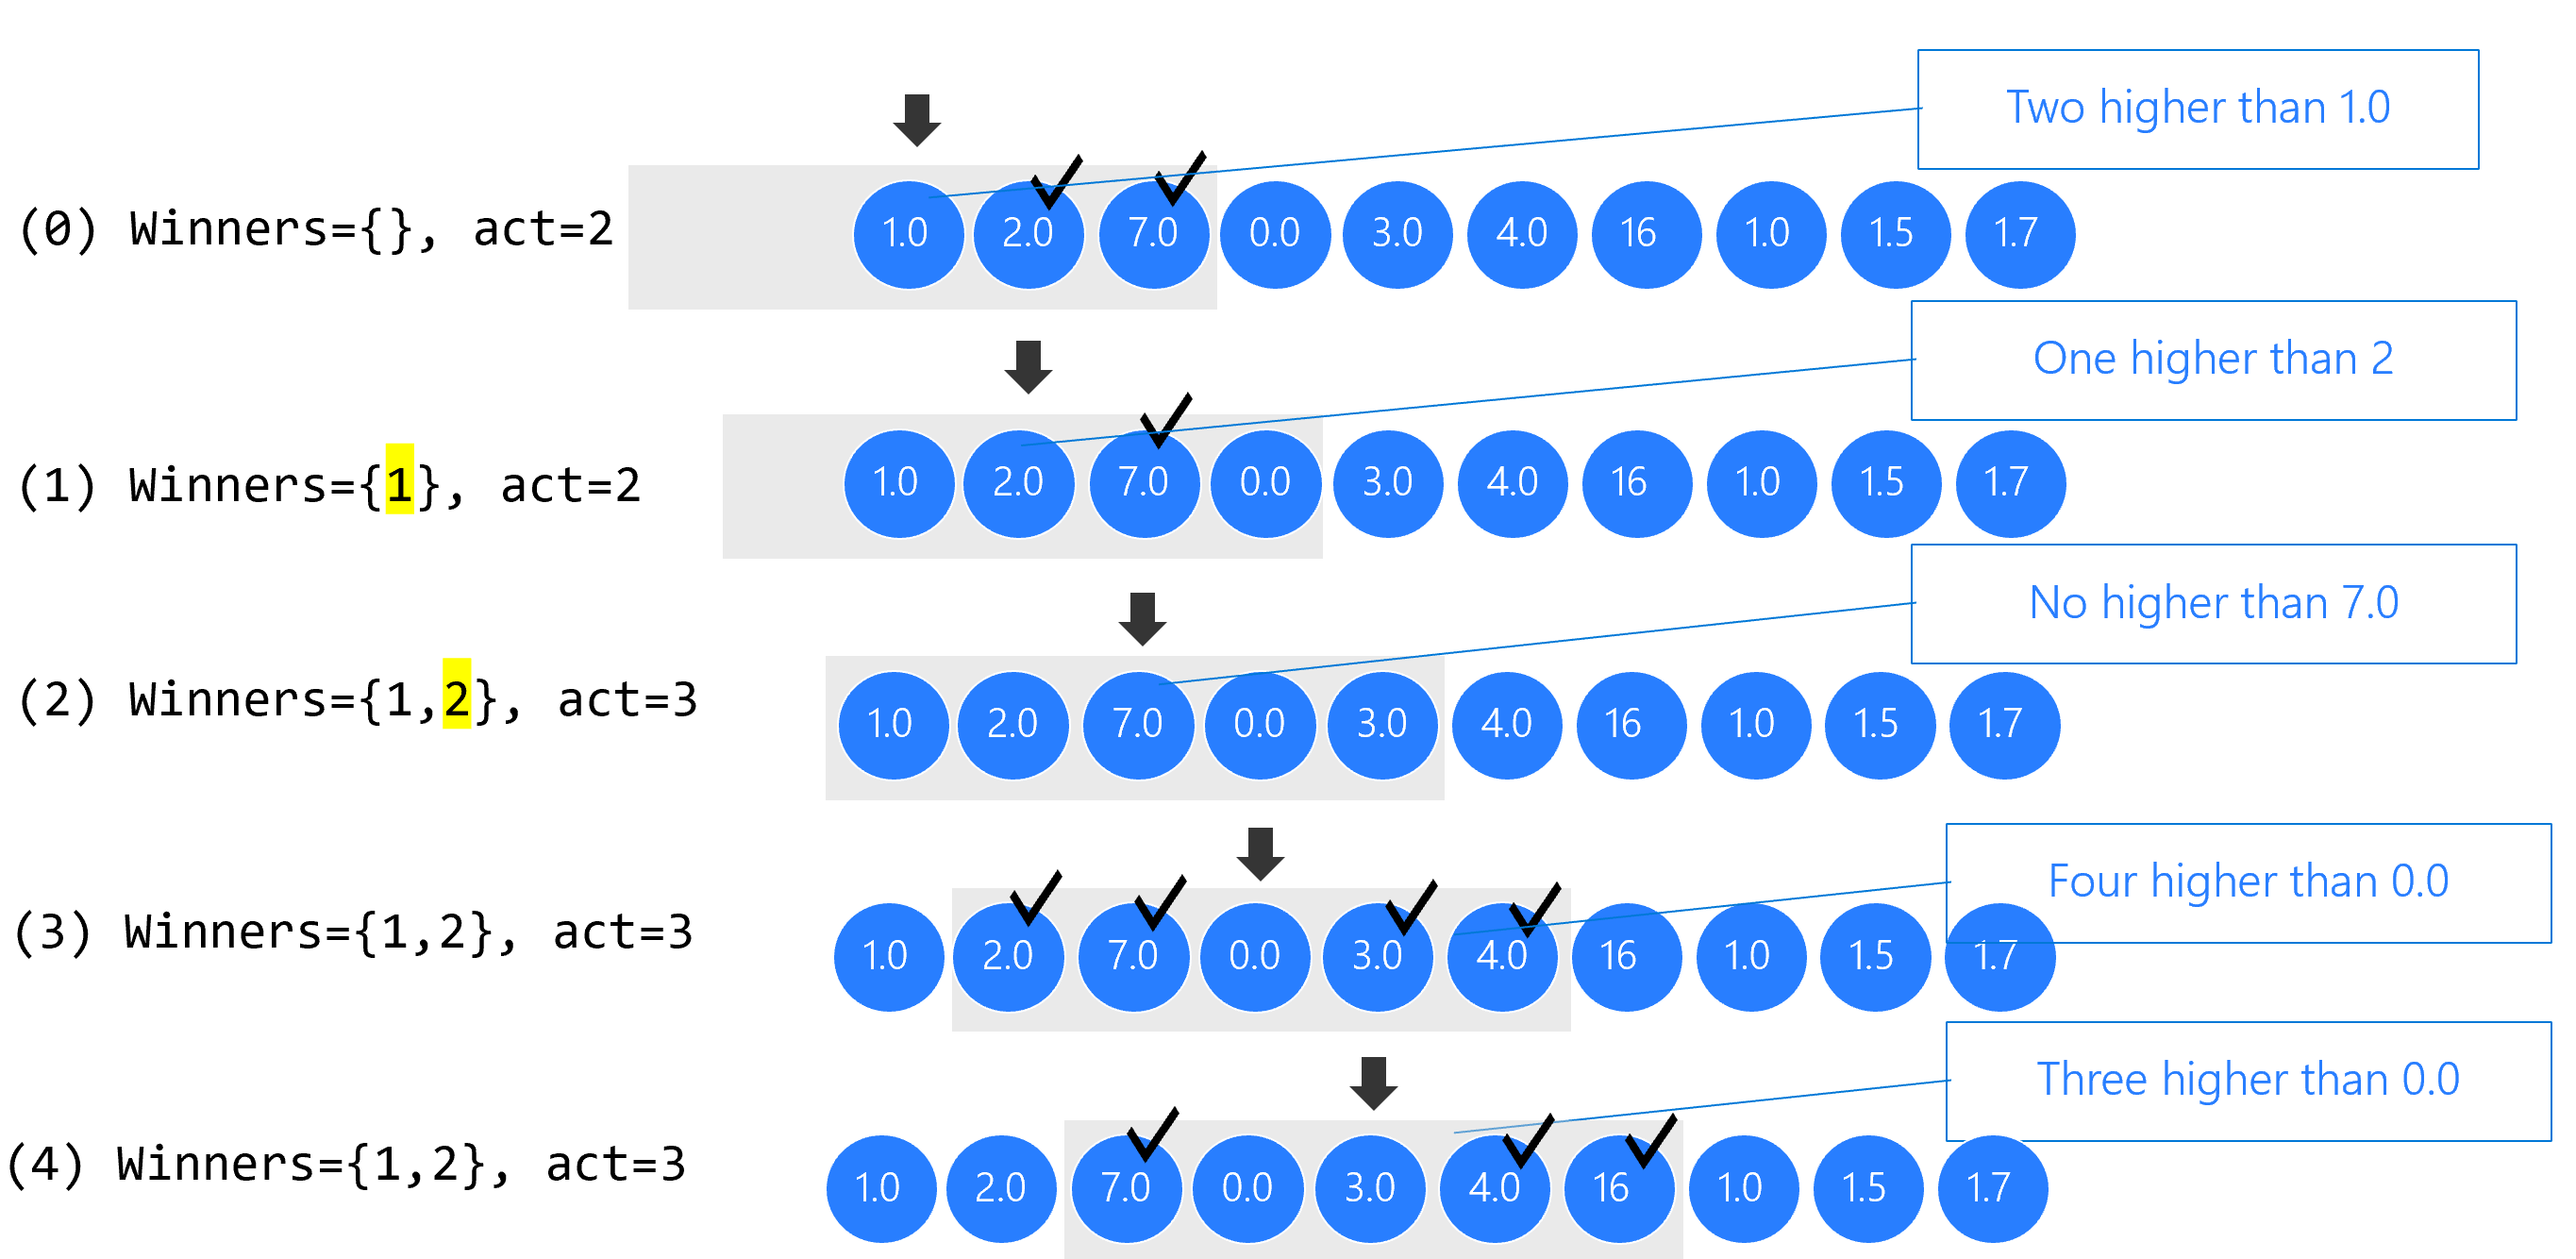 Two higher than 1.0
(0) Winners={}, act=2
1.0 2.0 7.0 0.0 3.0 4.0 16 1.0 1.5 1.7
One higher than 2
(1) Winners={1}, act=2
1.0 2.0 7.0 0.0 3.0 4.0 16 1.0 1.5 1.7
No higher than 7.0
(2) Winners={1,2}, act=3
1.0 2.0 7.0 0.0 3.0 4.0 16 1.0 1.5 1.7
Four higher than 0.0
(3) Winners={1,2}, act=3
1.0 2.0 7.0 0.0 3.0 4.0 16 1.0 1.5 1.7
Three higher than 0.0
(4) Winners={1,2}, act=3
1.0 2.0 7.0 0.0 3.0 4.0 16 1.0 1.5 1.7